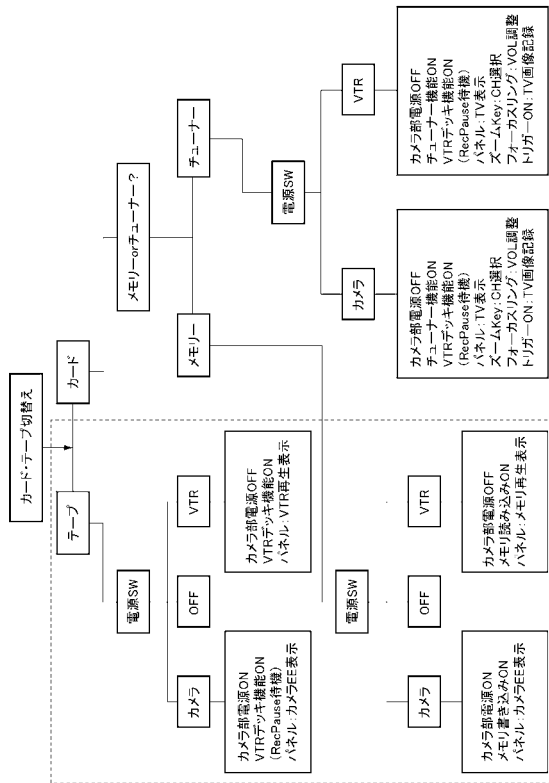 カード・テープ切替え
テープ
カード
電源SW
カメラ
OFF
VTR
カメラ部電源ON
VTRデッキ機能ON
(RecPause待機)
パネル:カメラEE表示
カメラ部電源OFF
VTRデッキ機能ON
パネル:VTR再生表示
メモリーorチューナー?
メモリー
チューナー
電源SW
カメラ
OFF
VTR
カメラ部電源ON
メモリ書き込みON
パネル:カメラEE表示
カメラ部電源OFF
メモリ読み込みON
パネル:メモリ再生表示
電源SW
カメラ
VTR
カメラ部電源OFF
チューナー機能ON
VTRデッキ機能ON
(RecPause待機)
パネル:TV表示
ズームKey:CH選択
フォーカスリング:VOL調整
トリガーON:TV画像記録
カメラ部電源OFF
チューナー機能ON
VTRデッキ機能ON
(RecPause待機)
パネル:TV表示
ズームKey:CH選択
フォーカスリング:VOL調整
トリガーON:TV画像記録